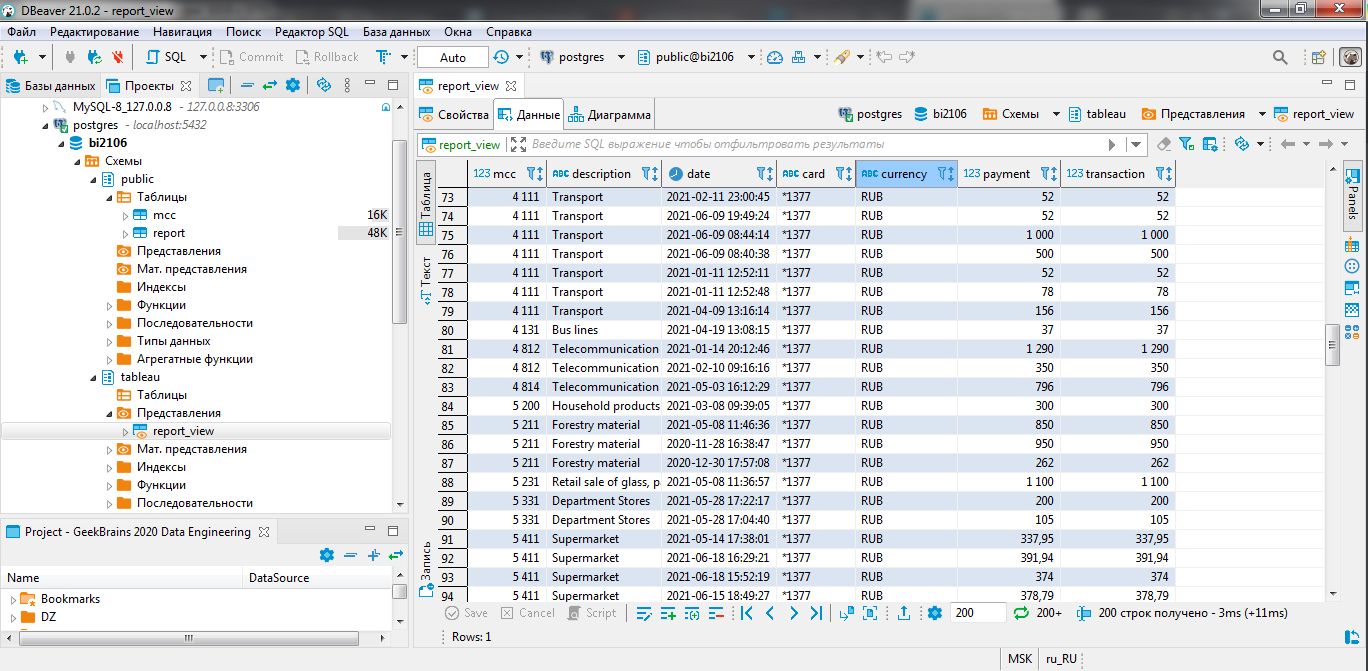 DBeaver 21.0.2 - report_view
Файл Редактирование Навигация Поиск Редактор SQL База данных Окна Справка
SQL Commit Rollback Auto postgres public@bi2106
Базы данных Проекты
MySQL-8_127.0.0.8 - 127.0.0.8:3306
postgres - localhost:5432
bi2106
Схемы
public
Таблицы
mcc 16K
report 48K
Представления
Мат. представления
Индексы
Функции
Последовательности
Типы данных
Агрегатные функции
tableau
Таблицы
Представления
report_view
Мат. представления
Индексы
Функции
Последовательности
Project - GeekBrains 2020 Data Engineering
Name DataSource
Bookmarks
DZ
report_view
Свойства Данные Диаграмма
postgres bi2106 Схемы tableau Представления report_view
report_view Введите SQL выражение чтобы отфильтровать результаты
Таблица
Текст
Запись
123 mcc ABC description date ABC card ABC currency 123 payment 123 transaction
73 4 111 Transport 2021-02-11 23:00:45 *1377 RUB 52 52
74 4 111 Transport 2021-06-09 19:49:24 *1377 RUB 52 52
75 4 111 Transport 2021-06-09 08:44:14 *1377 RUB 1 000 1 000
76 4 111 Transport 2021-06-09 08:40:38 *1377 RUB 500 500
77 4 111 Transport 2021-01-11 12:52:11 *1377 RUB 52 52
78 4 111 Transport 2021-01-11 12:52:48 *1377 RUB 78 78
79 4 111 Transport 2021-04-09 13:16:14 *1377 RUB 156 156
80 4 131 Bus lines 2021-04-19 13:08:15 *1377 RUB 37 37
81 4 812 Telecommunication 2021-01-14 20:12:46 *1377 RUB 1 290 1 290
82 4 812 Telecommunication 2021-02-10 09:16:16 *1377 RUB 350 350
83 4 814 Telecommunication 2021-05-03 16:12:29 *1377 RUB 796 796
84 5 200 Household products 2021-03-08 09:39:05 *1377 RUB 300 300
85 5 211 Forestry material 2021-05-08 11:46:36 *1377 RUB 850 850
86 5 211 Forestry material 2020-11-28 16:38:47 *1377 RUB 950 950
87 5 211 Forestry material 2020-12-30 17:57:08 *1377 RUB 262 262
88 5 231 Retail sale of glass, p 2021-05-08 11:36:57 *1377 RUB 1 100 1 100
89 5 331 Department Stores 2021-05-28 17:22:17 *1377 RUB 200 200
90 5 331 Department Stores 2021-05-28 17:04:40 *1377 RUB 105 105
91 5 411 Supermarket 2021-05-14 17:38:01 *1377 RUB 337,95 337,95
92 5 411 Supermarket 2021-06-18 16:29:21 *1377 RUB 391,94 391,94
93 5 411 Supermarket 2021-06-18 15:52:19 *1377 RUB 374 374
94 5 411 Supermarket 2021-06-15 18:49:27 *1377 RUB 378,79 378,79
Panels
Save Cancel Script 200 200+ 200 строк получено - 3ms (+11ms)
Rows: 1
MSK ru_RU